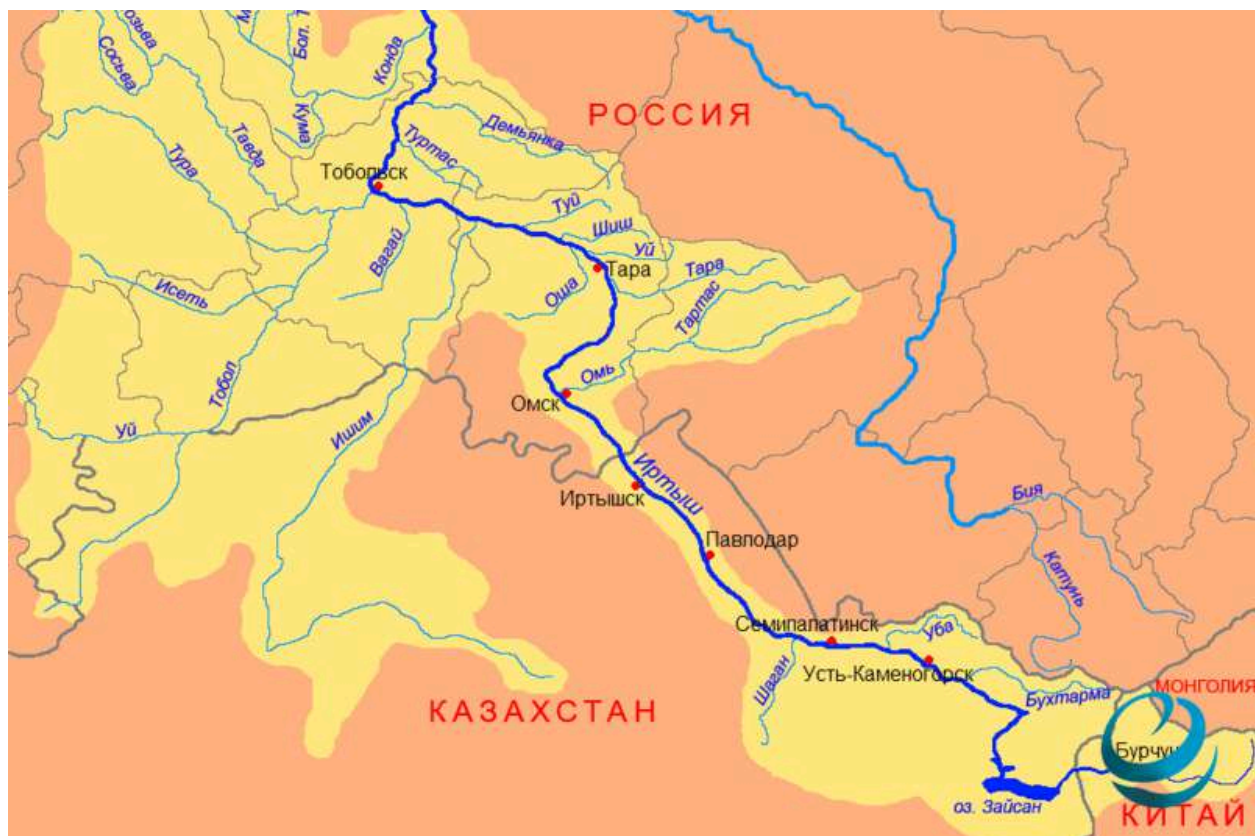 М
озьва
Бол. Т
Сосьва
Конда
Кума
РОССИЯ
Демьянка
Тура
Тавда
Туртас
Тобольск
Туй
Шиш
Уй
Вагай
Тара
Тара
Исеть
Оша
Тартас
Тобол
Омь
Омск
Уй
Ишим
Иртыш
Иртышск
Бия
Павлодар
Катунь
Семипалатинск
Уба
Шаган
Усть-Каменогорск
МОНГОЛИЯ
Бухтарма
КАЗАХСТАН
Бурчун
оз. Зайсан
КИТАЙ